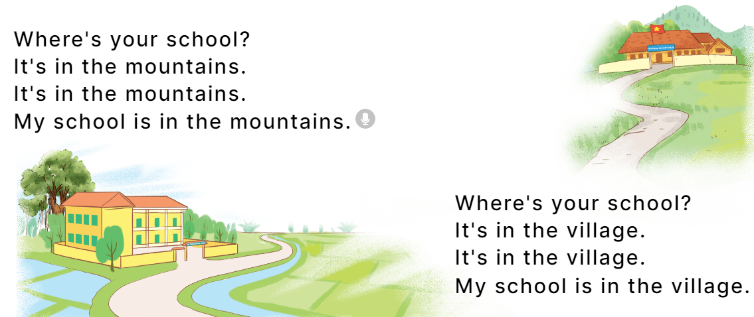 Where's your school?
It's in the mountains.
It's in the mountains.
My school is in the mountains.
Where's your school?
It's in the village.
It's in the village.
My school is in the village.